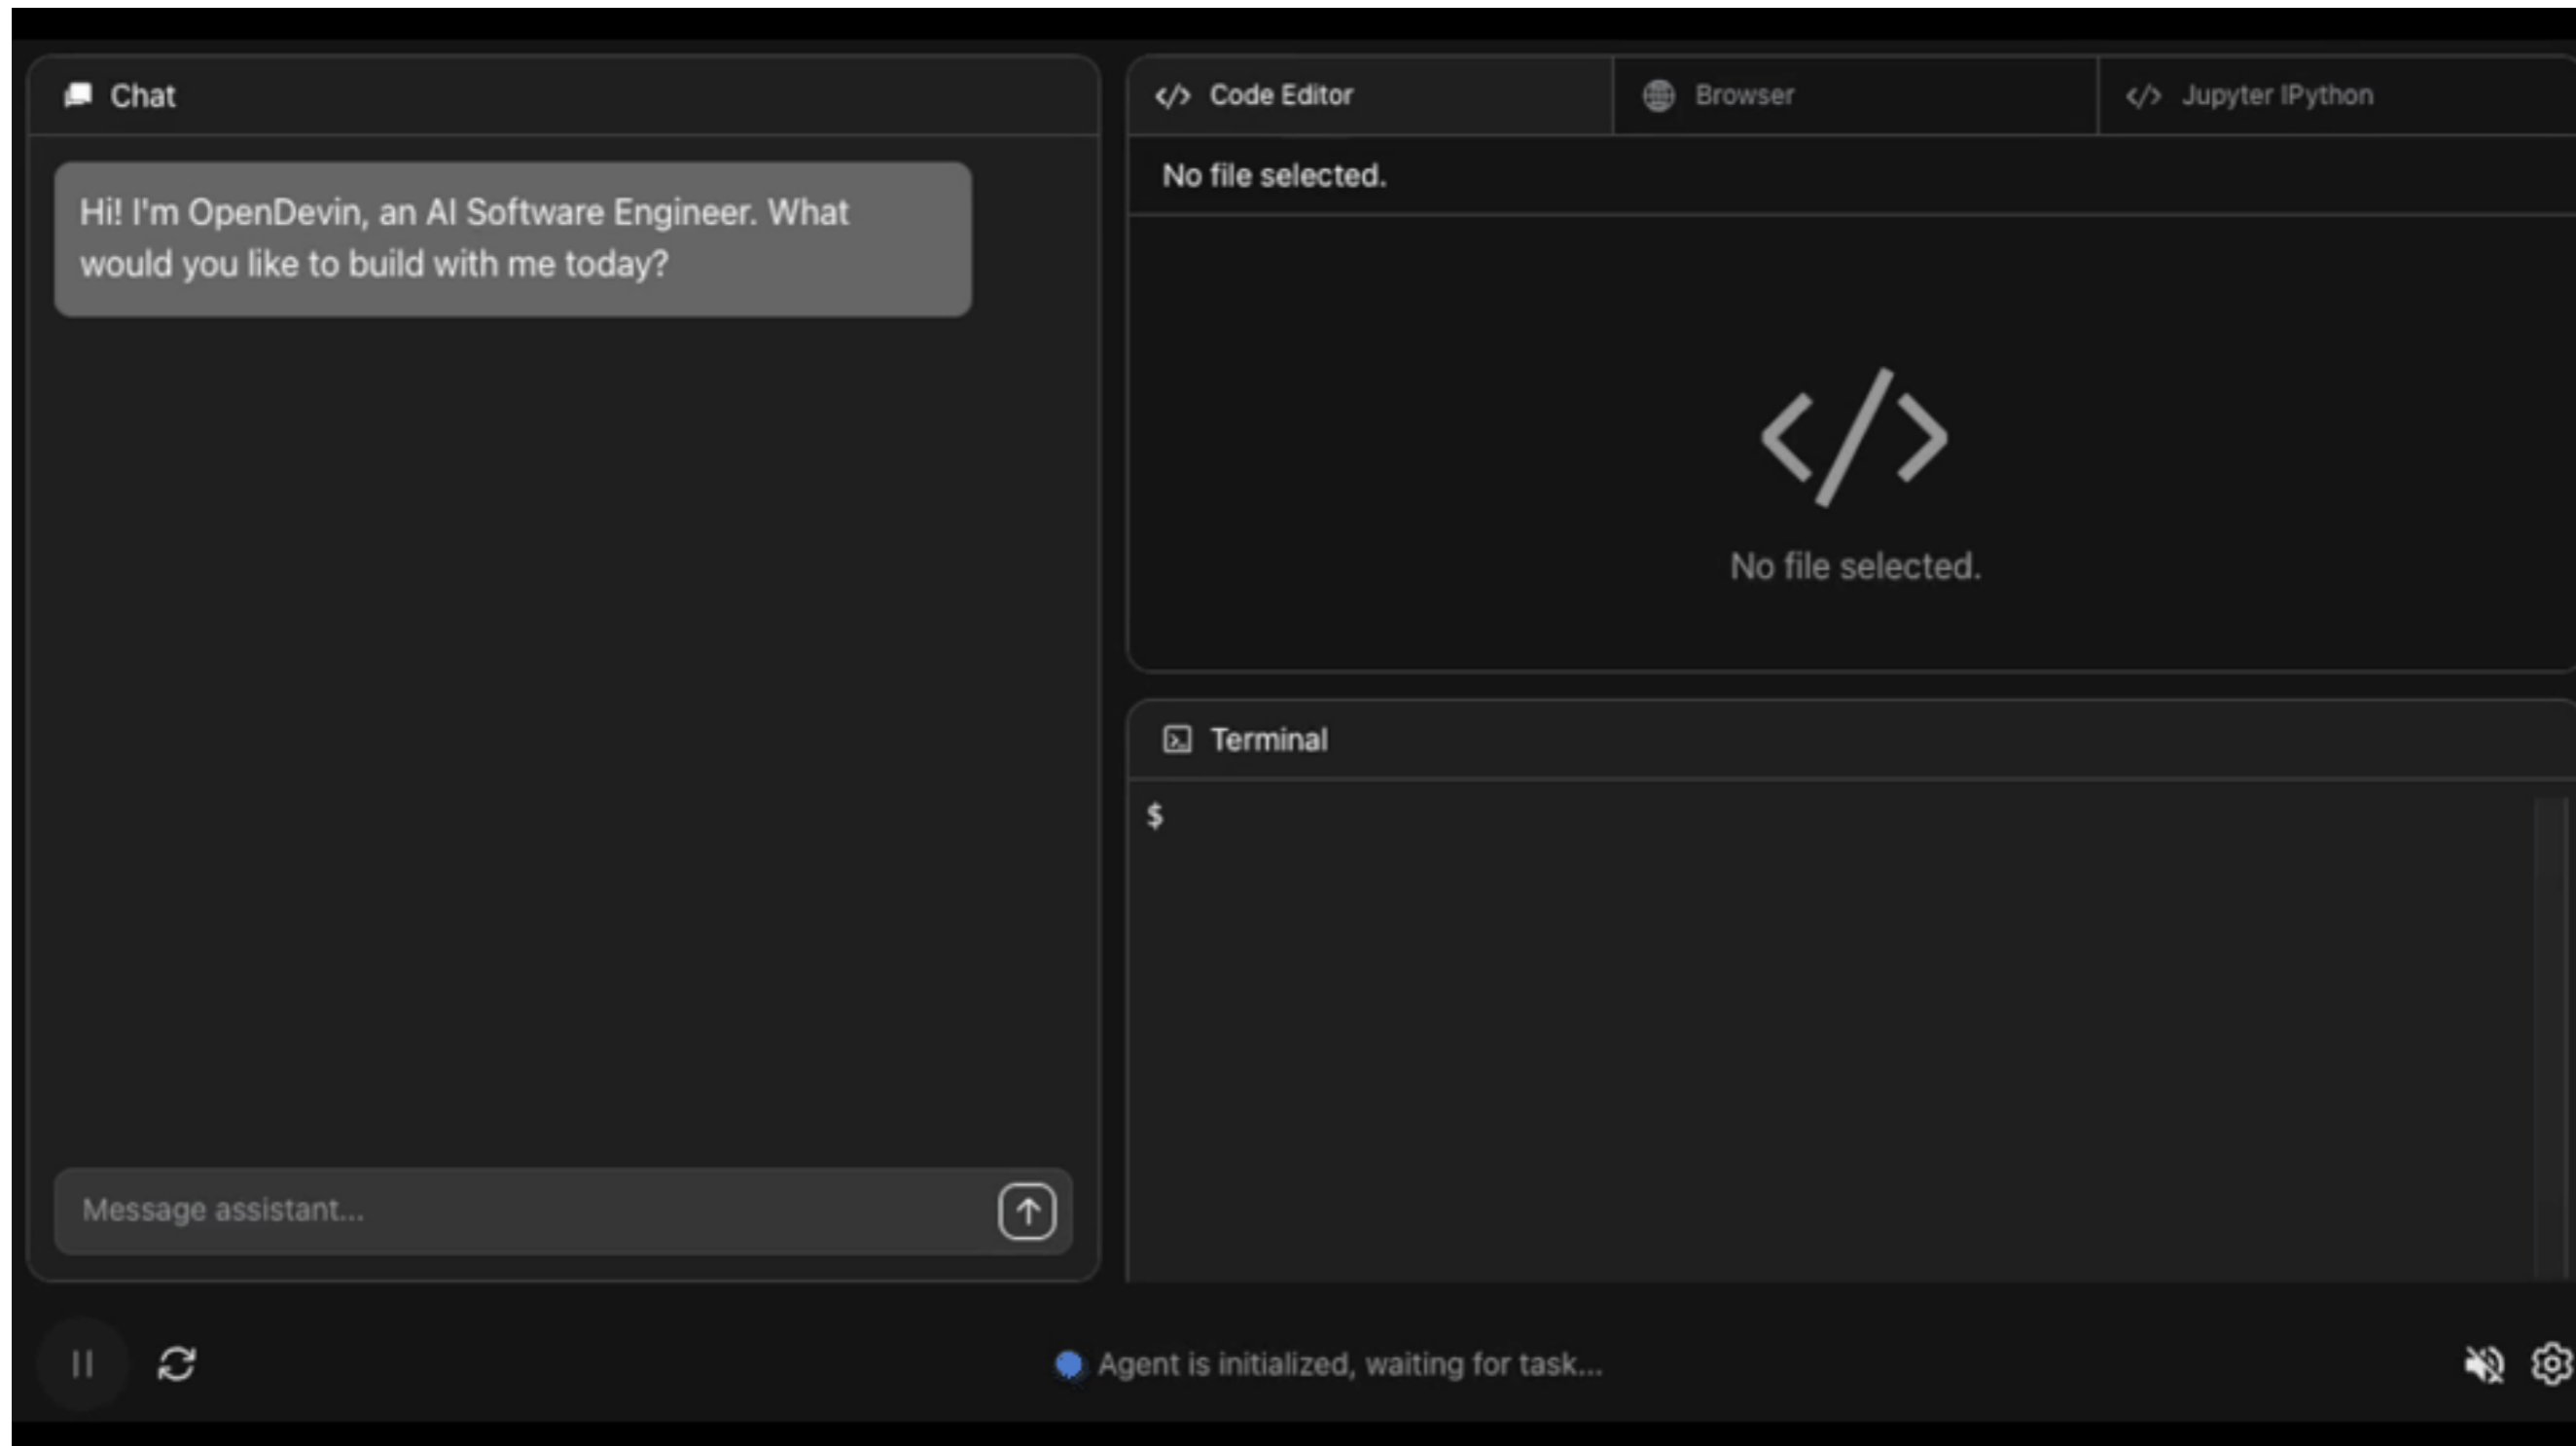 Chat
Hi! I'm OpenDevin, an AI Software Engineer. What
would you like to build with me today?
Message assistant...
</> Code Editor
Browser
</> Jupyter IPython
No file selected.
</>
No file selected.
Terminal
$
Agent is initialized, waiting for task...